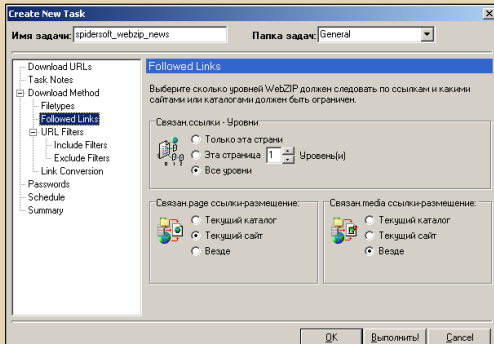 Create New Task
Имя задачи: spidersoft_webzip_news Папка задач: General
Download URLs
Task Notes
Download Method
Filetypes
Followed Links
URL Filters
Include Filters
Exclude Filters
Link Conversion
Passwords
Schedule
Summary
Followed Links
Выберите сколько уровней WebZIP должен следовать по ссылкам и какими
сайтами или каталогами должен быть ограничен.
Связан.ссылки - Уровни
Только эта страни
Эта страница 1 Уровень(и)
Все уровни
Связан.page ссылки-размещение:
Текущий каталог
Текущий сайт
Везде
Связан.media ссылки-размещение:
Текущий каталог
Текущий сайт
Везде
OK Выполнить! Cancel